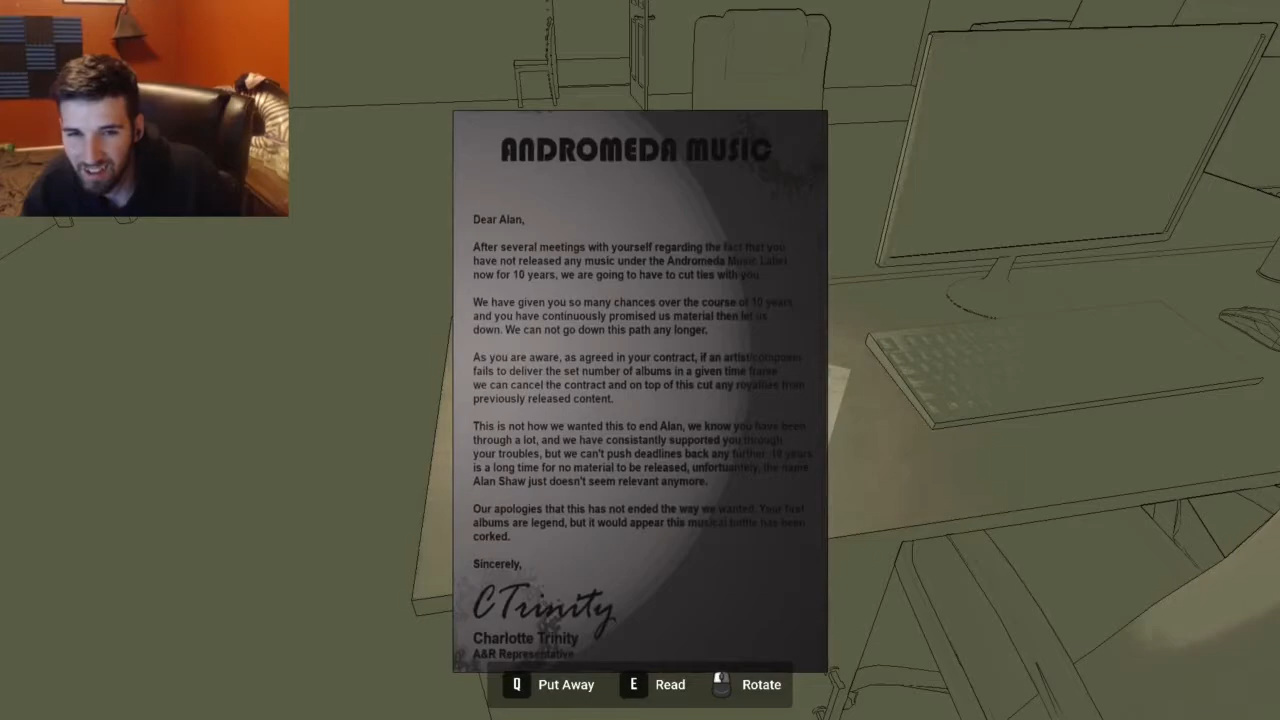 ANDROMEDA MUSIC
Dear Alan,
After several meetings with yourself regarding the fact that you
have not released any music under the Andromeda Music Label
now for 10 years, we are going to have to cut ties with you
We have given you so many chances over the course of 10 years
and you have continuously promised us material then let us
down. We can not go down this path any longer.
As you are aware, as agreed in your contract, if an artist/composer
fails to deliver the set number of albums in a given time frame
we can cancel the contract and on top of this cut any royalties from
previously released content.
This is not how we wanted this to end Alan, we know you have been
through a lot, and we have consistantly supported you through
your troubles, but we can't push deadlines back any further. 10 years
is a long time for no material to be released, unfortuantely, the name
Alan Shaw just doesn't seem relevant anymore.
Our apologies that this has not ended the way we wanted. Your
albums are legend, but it would appear this musical bottle has been
corked.
Sincerely,
CTrinity
Charlotte Trinity
A&R Representative
Q Put Away E Read Rotate